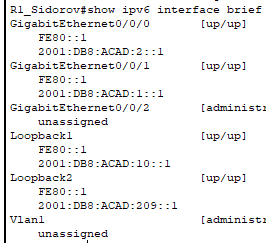 R1_Sidorov#show ipv6 interface brief
GigabitEthernet0/0/0 [up/up]
FE80::1
2001:DB8:ACAD:2::1
GigabitEthernet0/0/1 [up/up]
FE80::1
2001:DB8:ACAD:1::1
GigabitEthernet0/0/2 [administr
unassigned
Loopback1 [up/up]
FE80::1
2001:DB8:ACAD:10::1
Loopback2 [up/up]
FE80::1
2001:DB8:ACAD:209::1
Vlan1 [administr
unassigned